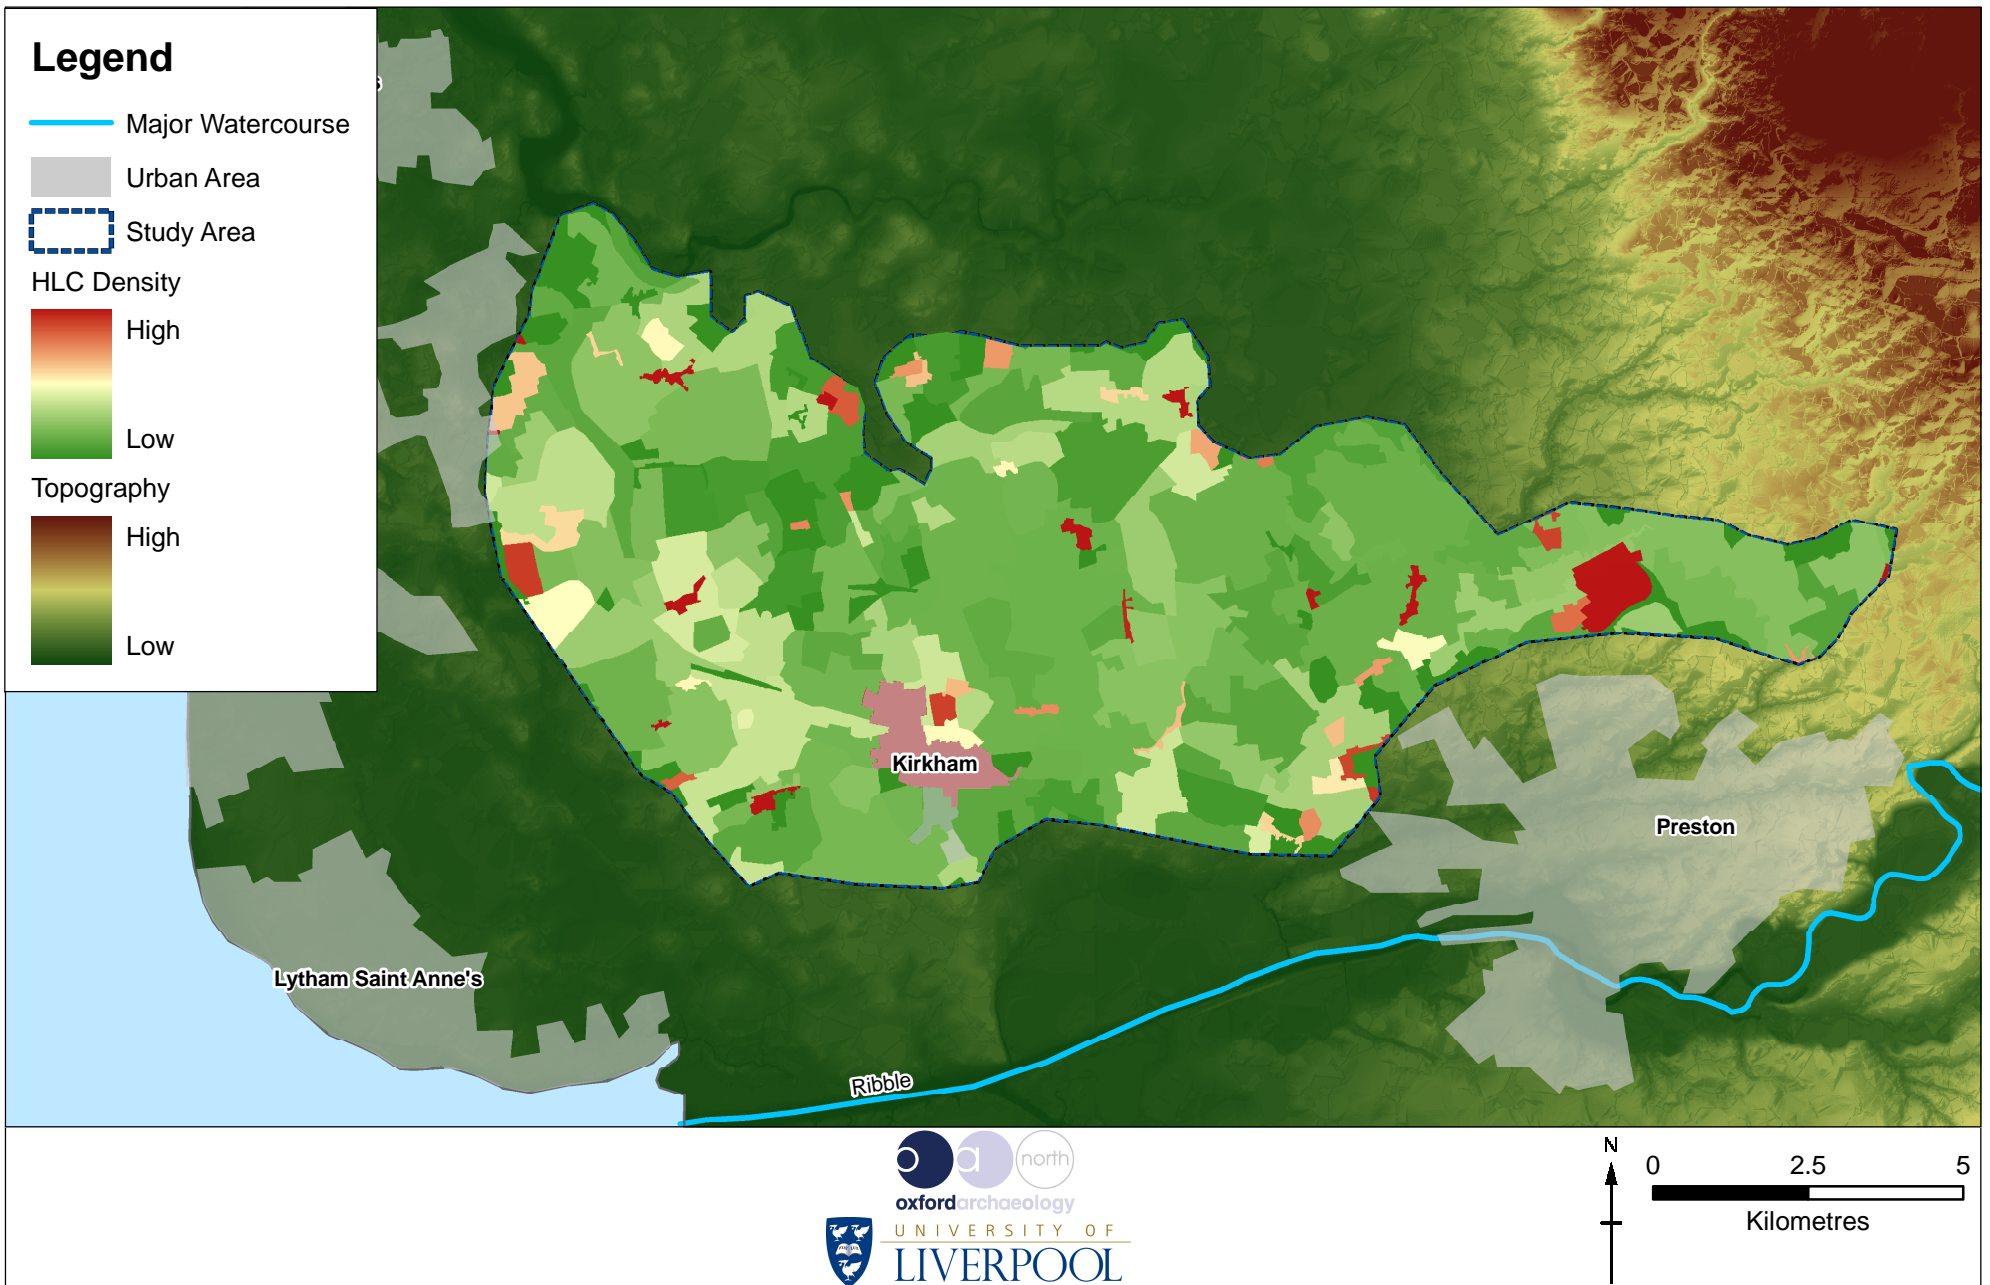 Legend
Major Watercourse
Urban Area
Study Area
HLC Density
High
Low
Topography
High
Low
s
Kirkham
Preston
Lytham Saint Anne's
Ribble
oa north
oxfordarchaeology
UNIVERSITY OF
LIVERPOOL
N
0 2.5 5
Kilometres